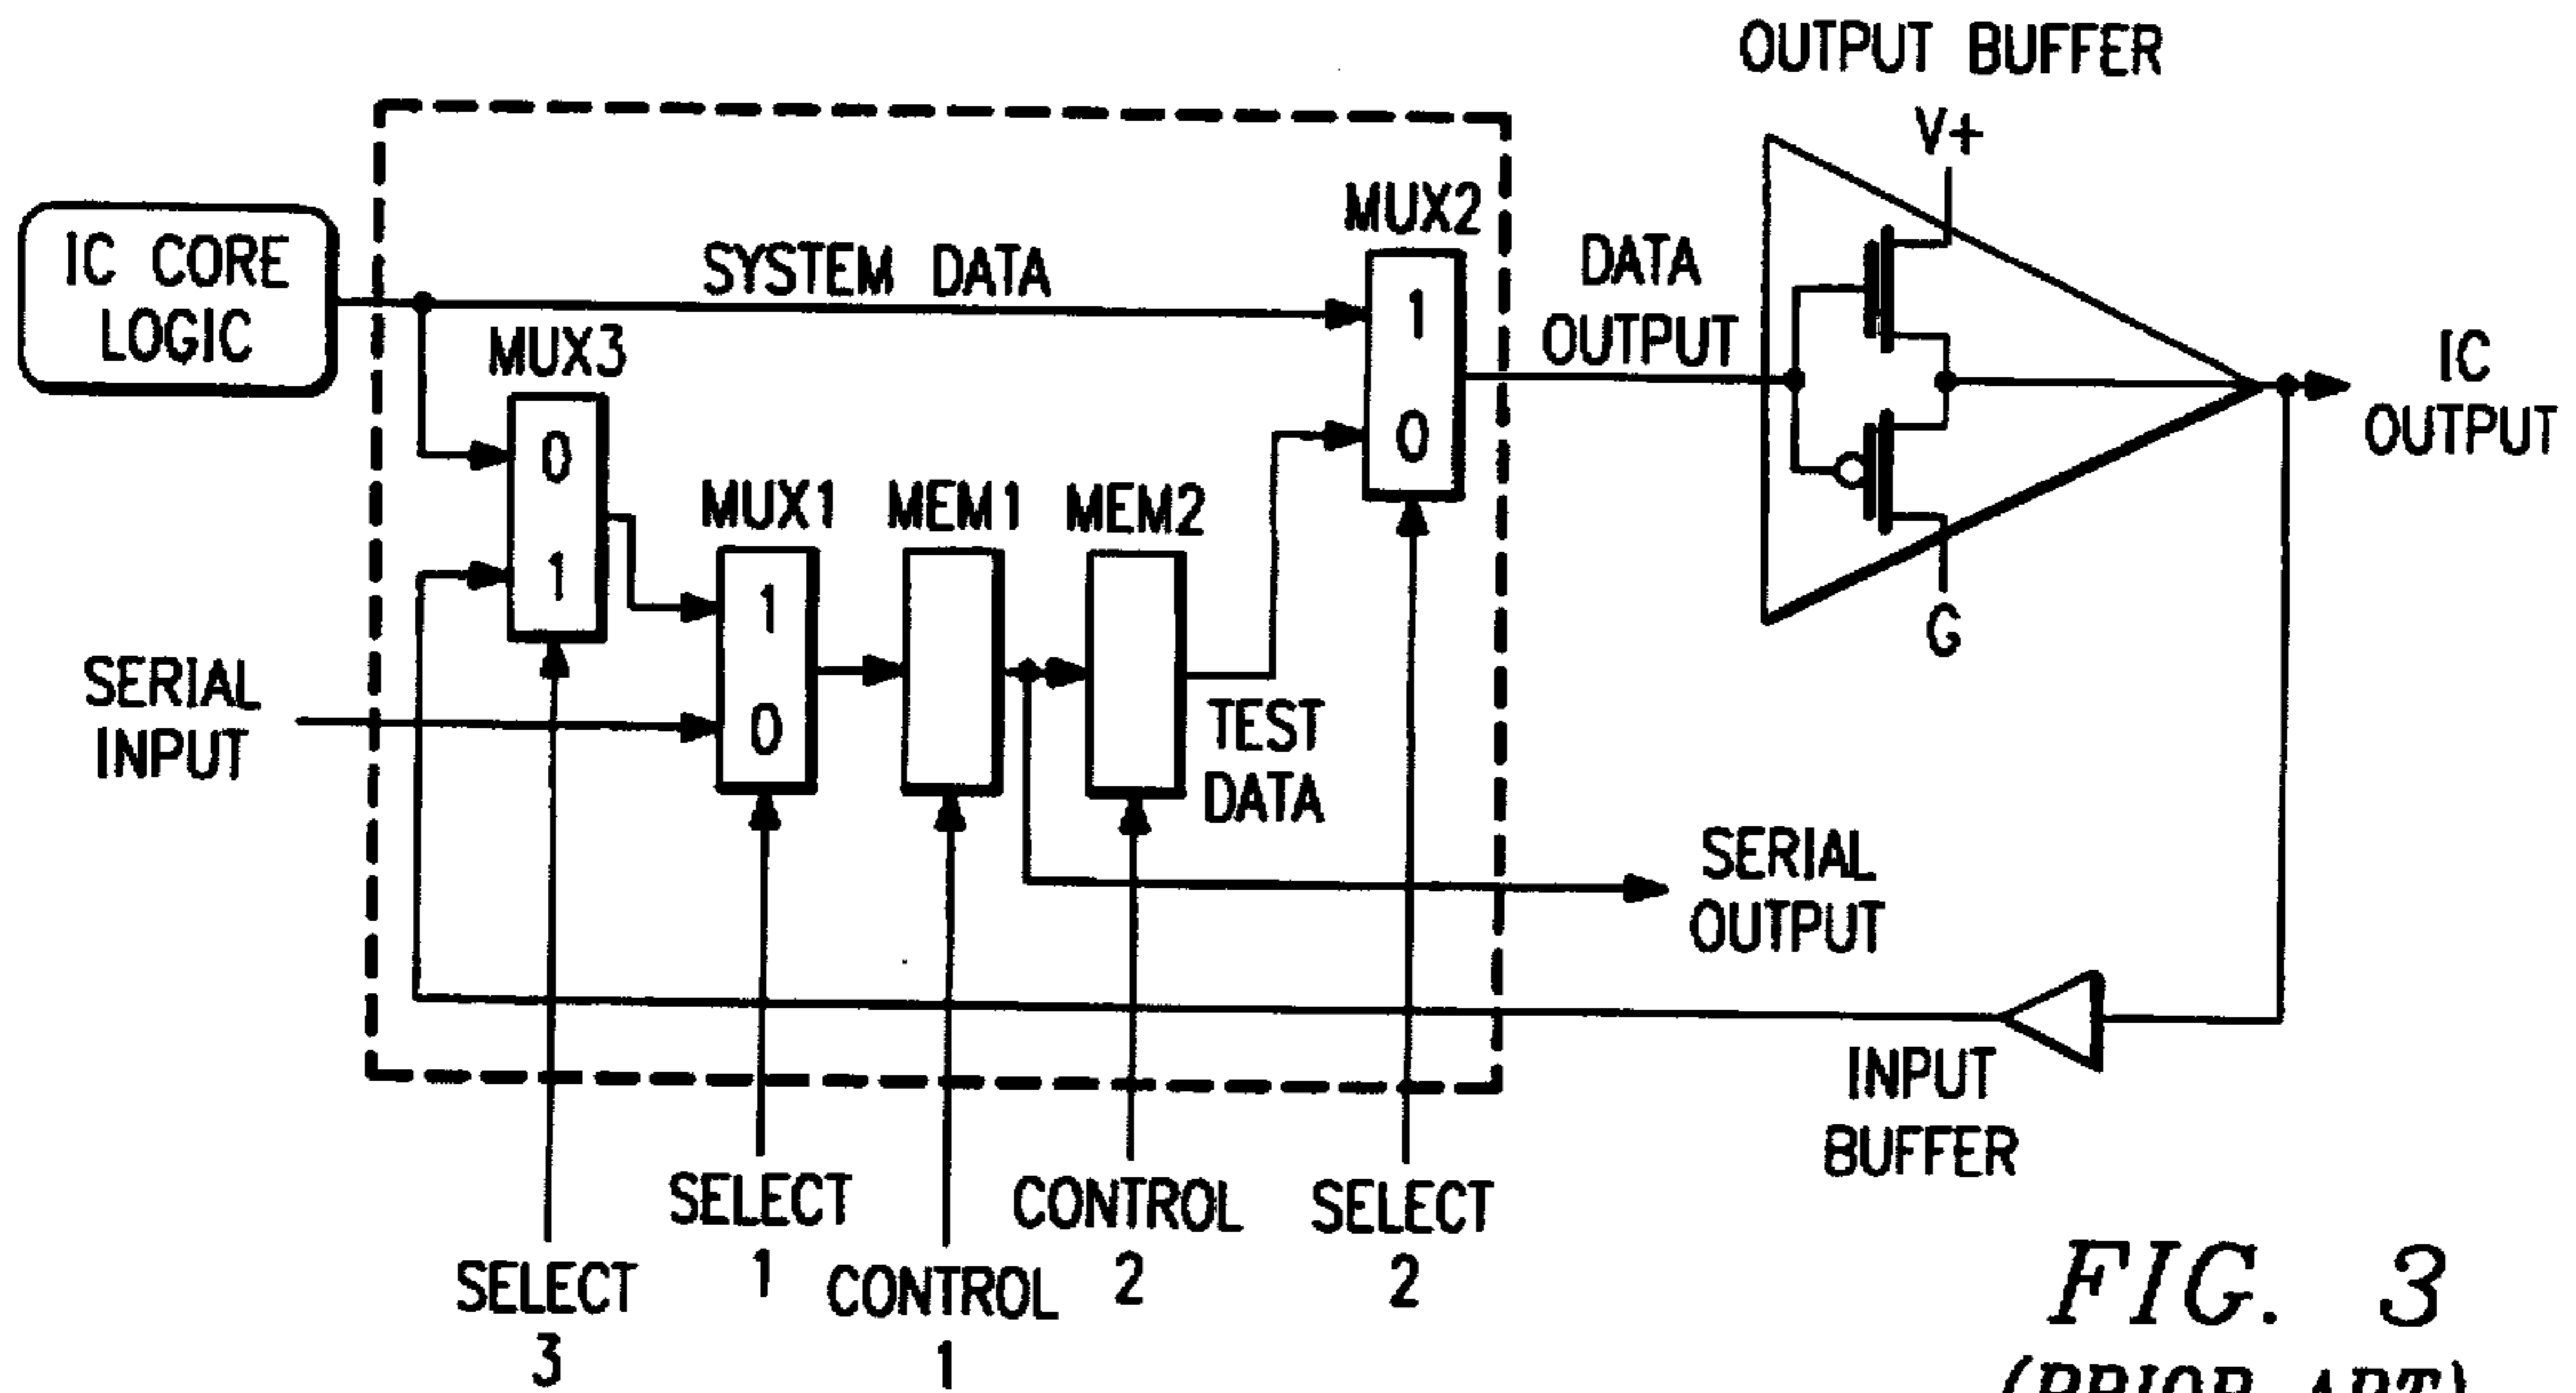 OUTPUT BUFFER
V+
IC CORE
LOGIC
SYSTEM DATA
MUX2
DATA
OUTPUT
1
0
IC
OUTPUT
MUX3
0
1
MUX1
MEM1
MEM2
1
0
G
SERIAL
INPUT
TEST
DATA
SERIAL
OUTPUT
INPUT
BUFFER
SELECT
3
SELECT
1
CONTROL
1
CONTROL
2
SELECT
2
FIG. 3
(PRIOR ART)